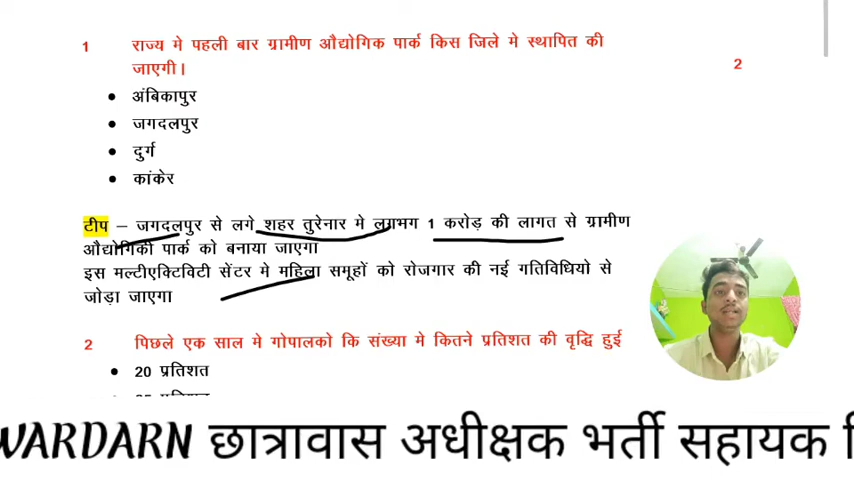 1 राज्य मे पहली बार ग्रामीण औद्योगिक पार्क किस जिले मे स्थापित की
जाएगी।
2
• अंबिकापुर
• जगदलपुर
• दुर्ग
• कांकेर
टीप – जगदलपुर से लगे शहर तुरेनार मे लगभग 1 करोड़ की लागत से ग्रामीण
औद्योगिकी पार्क को बनाया जाएगा
इस मल्टीएक्टिविटी सेंटर मे महिला समूहों को रोजगार की नई गतिविधियो से
जोड़ा जाएगा
2 पिछले एक साल मे गोपालको कि संख्या मे कितने प्रतिशत की वृद्धि हुई
• 20 प्रतिशत
WARDARN छात्रावास अधीक्षक भर्ती सहायक